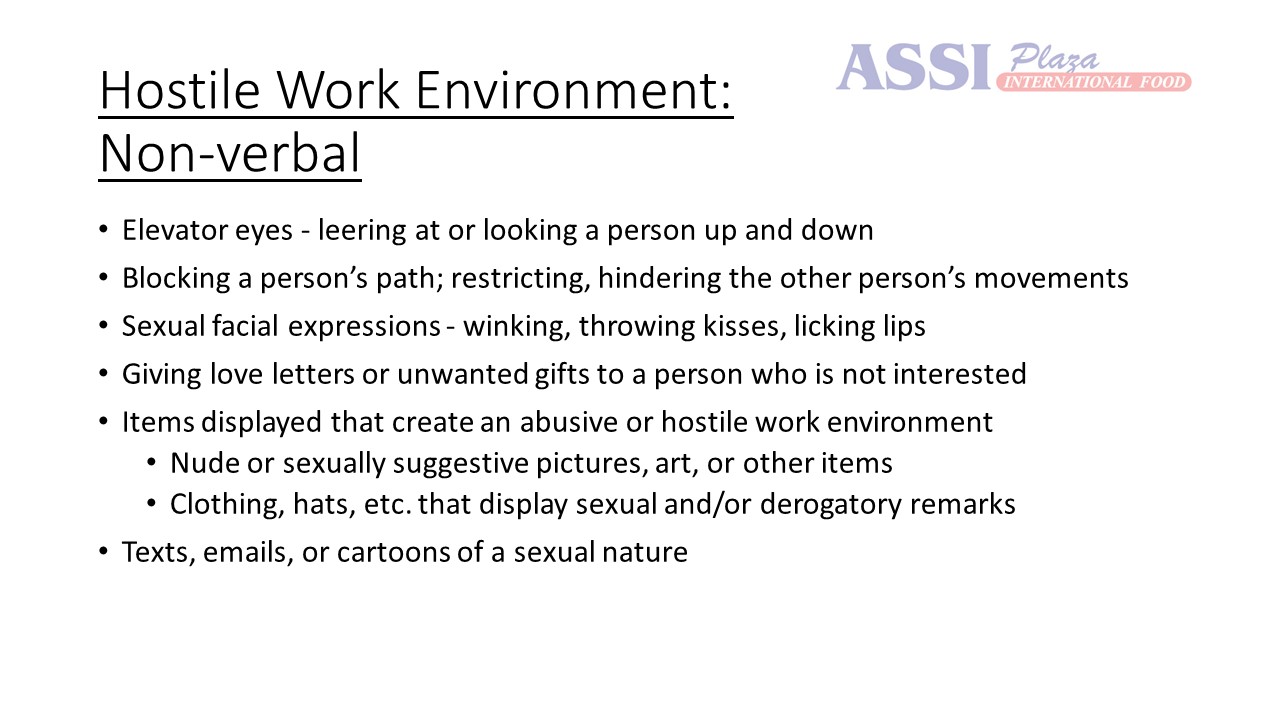 ASSI Plaza
INTERNATIONAL FOOD
Hostile Work Environment:
Non-verbal
• Elevator eyes - leering at or looking a person up and down
• Blocking a person’s path; restricting, hindering the other person’s movements
• Sexual facial expressions - winking, throwing kisses, licking lips
• Giving love letters or unwanted gifts to a person who is not interested
• Items displayed that create an abusive or hostile work environment
• Nude or sexually suggestive pictures, art, or other items
• Clothing, hats, etc. that display sexual and/or derogatory remarks
• Texts, emails, or cartoons of a sexual nature